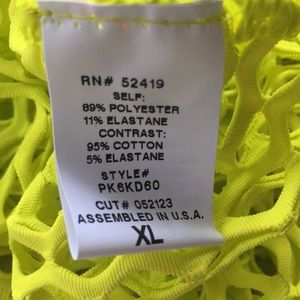 RN# 52419
SELF:
89% POLYESTER
11% ELASTANE
CONTRAST:
95% COTTON
5% ELASTANE
STYLE#
PK6KD60
CUT# 052123
ASSEMBLED IN U.S.A.
XL